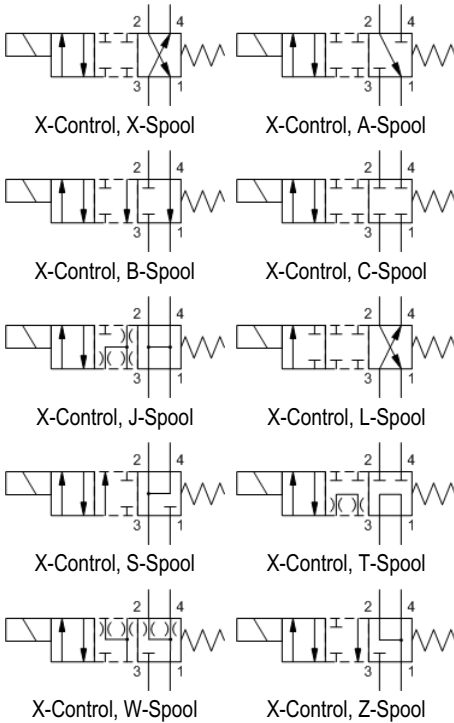 2 4 2 4
3 1 3 1
X-Control, X-Spool X-Control, A-Spool
2 4 2 4
3 1 3 1
X-Control, B-Spool X-Control, C-Spool
2 4 2 4
3 1 3 1
X-Control, J-Spool X-Control, L-Spool
2 4 2 4
3 1 3 1
X-Control, S-Spool X-Control, T-Spool
2 4 2 4
3 1 3 1
X-Control, W-Spool X-Control, Z-Spool